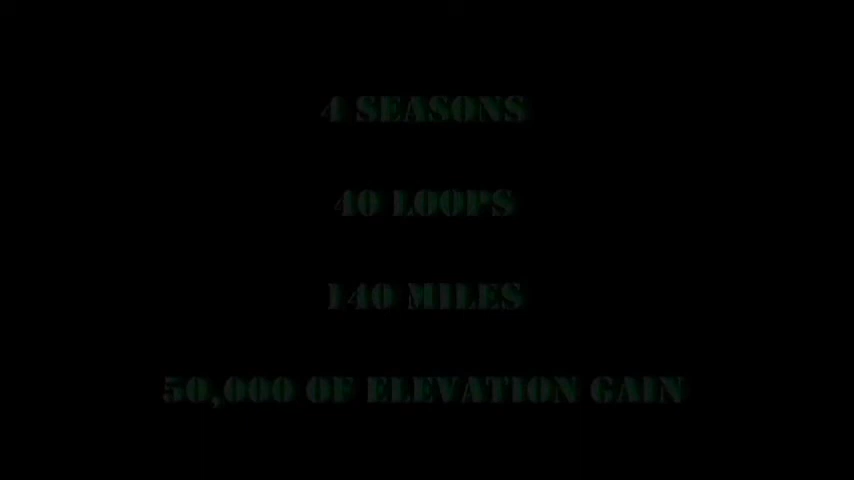 4 SEASONS
40 LOOPS
140 MILES
50,000 OF ELEVATION GAIN